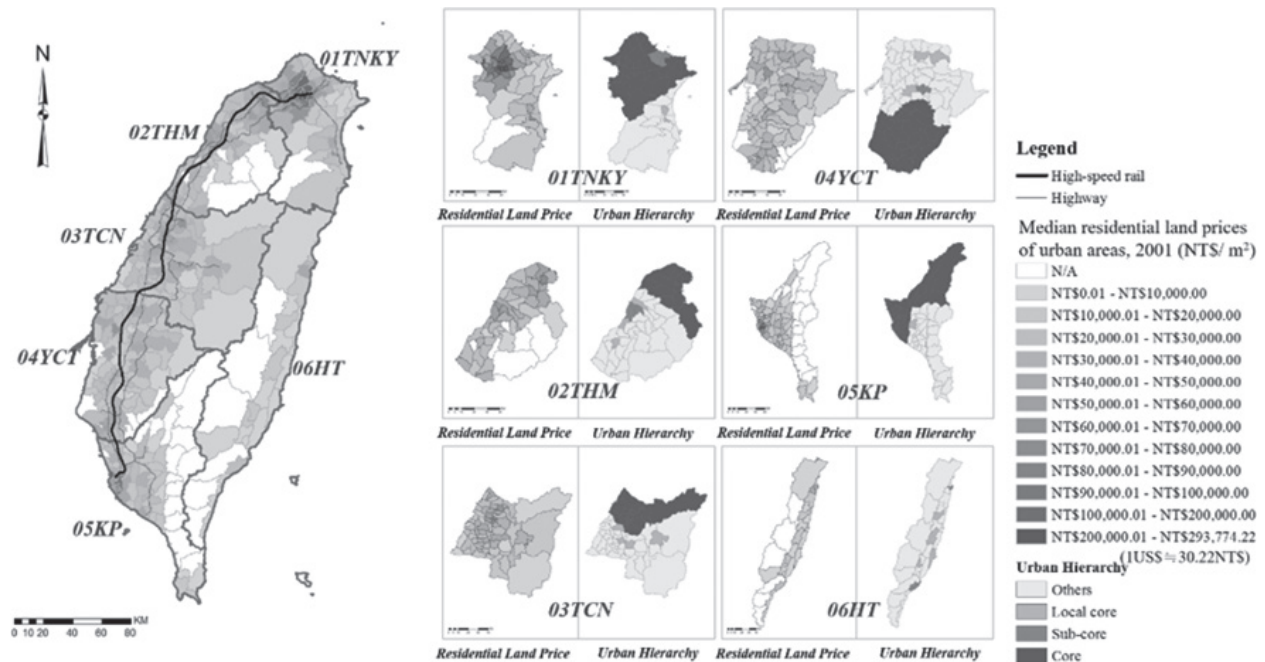 N
01TNKY
02THM
03TCN
04YCT
06HT
05KP
KM
0 10 20 40 60 80
01TNKY
04YCT
Residential Land Price Urban Hierarchy Residential Land Price Urban Hierarchy
02THM
05KP
Residential Land Price Urban Hierarchy Residential Land Price Urban Hierarchy
03TCN
06HT
Residential Land Price Urban Hierarchy Residential Land Price Urban Hierarchy
Legend
High-speed rail
Highway
Median residential land prices
of urban areas, 2001 (NT$/ m²)
N/A
NT$0.01 - NT$10,000.00
NT$10,000.01 - NT$20,000.00
NT$20,000.01 - NT$30,000.00
NT$30,000.01 - NT$40,000.00
NT$40,000.01 - NT$50,000.00
NT$50,000.01 - NT$60,000.00
NT$60,000.01 - NT$70,000.00
NT$70,000.01 - NT$80,000.00
NT$80,000.01 - NT$90,000.00
NT$90,000.01 - NT$100,000.00
NT$100,000.01 - NT$200,000.00
NT$200,000.01 - NT$293,774.22
(1US$≒30.22NT$)
Urban Hierarchy
Others
Local core
Sub-core
Core